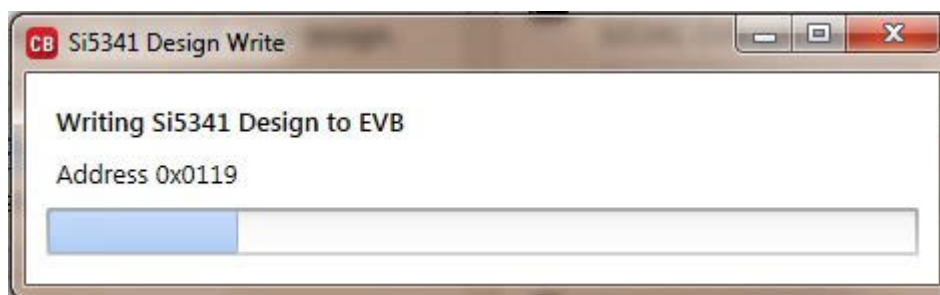 CB Si5341 Design Write
Writing Si5341 Design to EVB
Address 0x0119